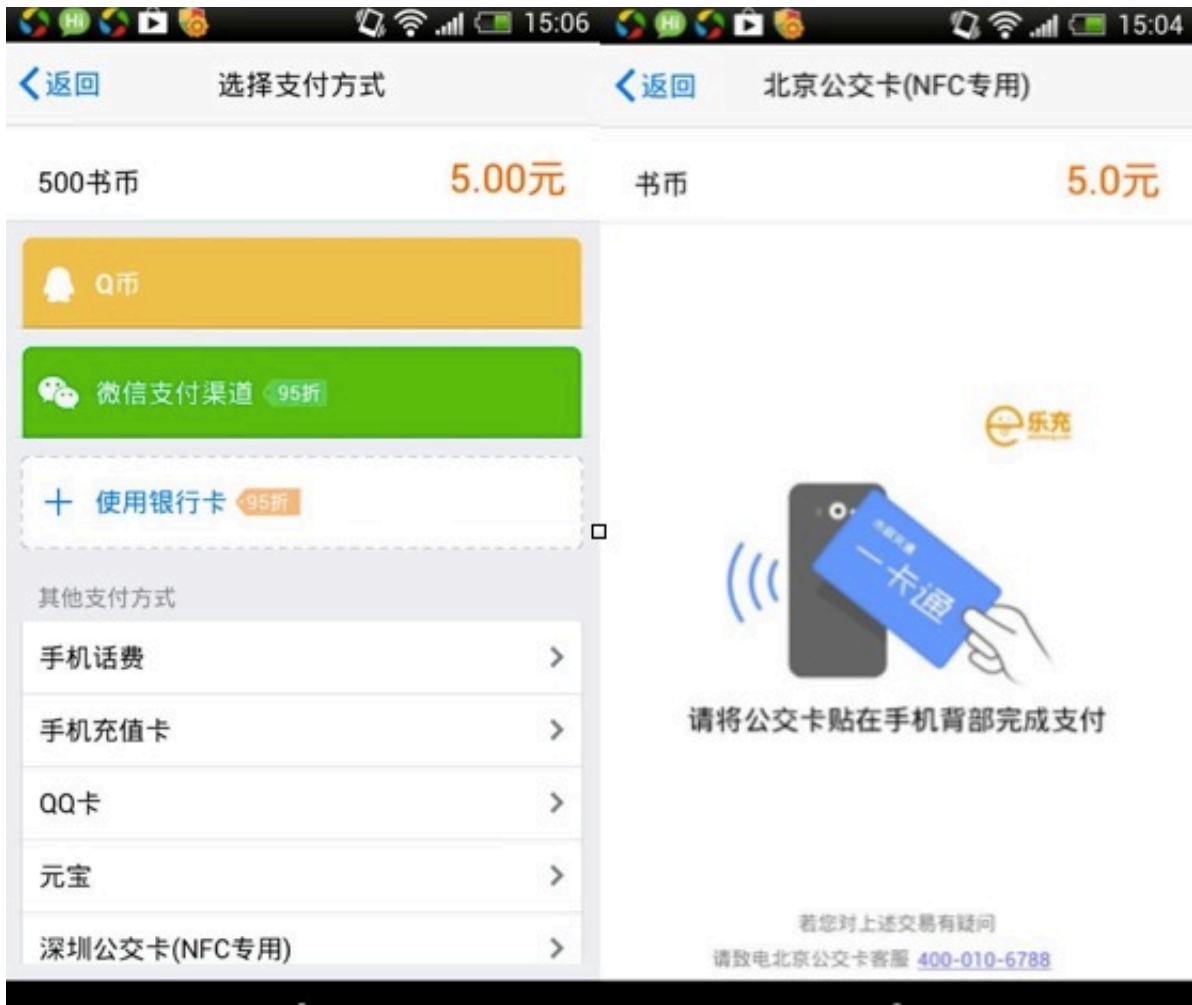 15:06
返回
选择支付方式
500书币
5.00元
Q币
微信支付渠道 95折
使用银行卡 95折
其他支付方式
手机话费
手机充值卡
QQ卡
元宝
深圳公交卡(NFC专用)
Hi
15:04
返回
北京公交卡(NFC专用)
书币
5.0元
乐充
市政交通
一卡通
请将公交卡贴在手机背部完成支付
若您对上述交易有疑问
请致电北京公交卡客服 400-010-6788